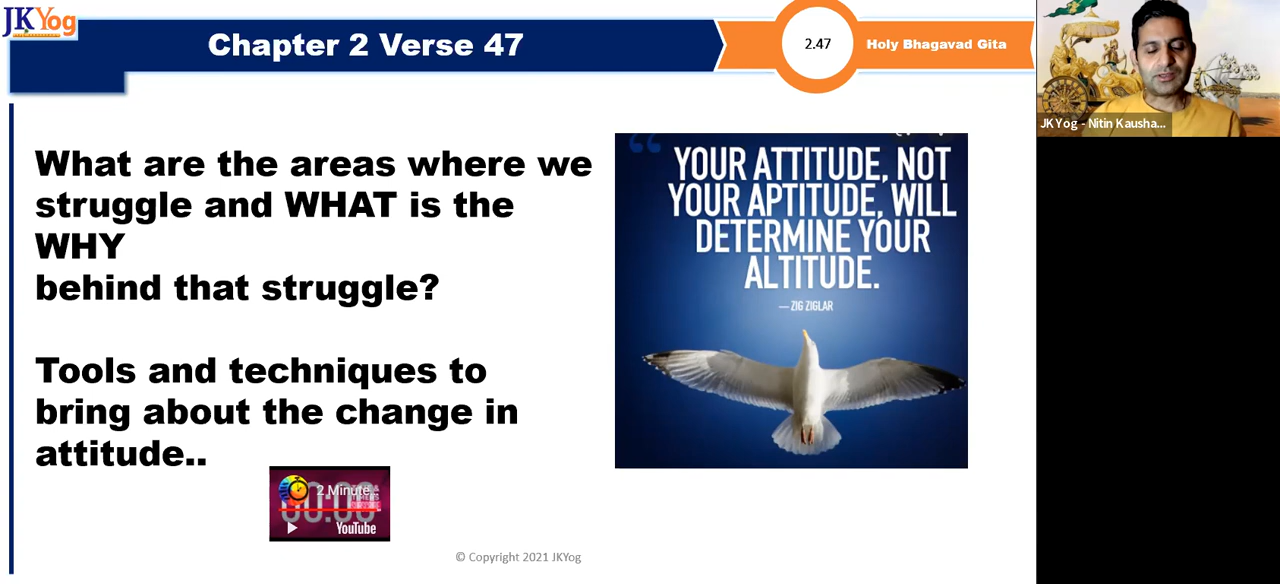 JKYog
Chapter 2 Verse 47
2.47
Holy Bhagavad Gita
JKYog - Nitin Kausha...
What are the areas where we
struggle and WHAT is the
WHY
behind that struggle?
Tools and techniques to
bring about the change in
attitude..
YOUR ATTITUDE, NOT
YOUR APTITUDE, WILL
DETERMINE YOUR
ALTITUDE.
— ZIG ZIGLAR
2 Minute...
YouTube
© Copyright 2021 JKYog